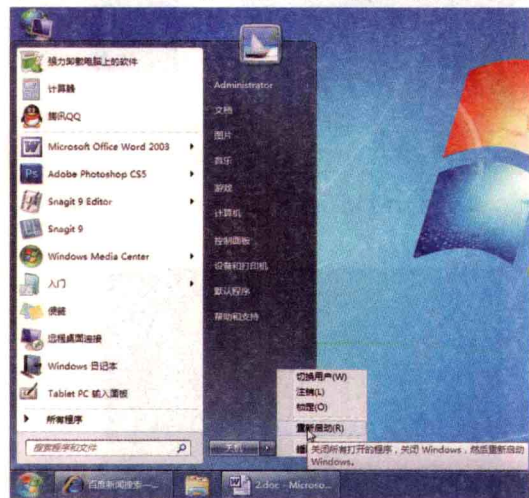 强力卸载电脑上的软件
计算器
腾讯QQ
Microsoft Office Word 2003
Adobe Photoshop CS5
Snagit 9 Editor
Snagit 9
Windows Media Center
入门
便笺
远程桌面连接
Windows 日记本
Tablet PC 输入面板
所有程序
搜索程序和文件
Administrator
文档
图片
音乐
游戏
计算机
控制面板
设备和打印机
默认程序
帮助和支持
关机
切换用户(W)
注销(L)
锁定(O)
重新启动(R)
关闭所有打开的程序，关闭 Windows，然后重新启动
Windows。
百度新闻搜索—...
2.doc - Microso...